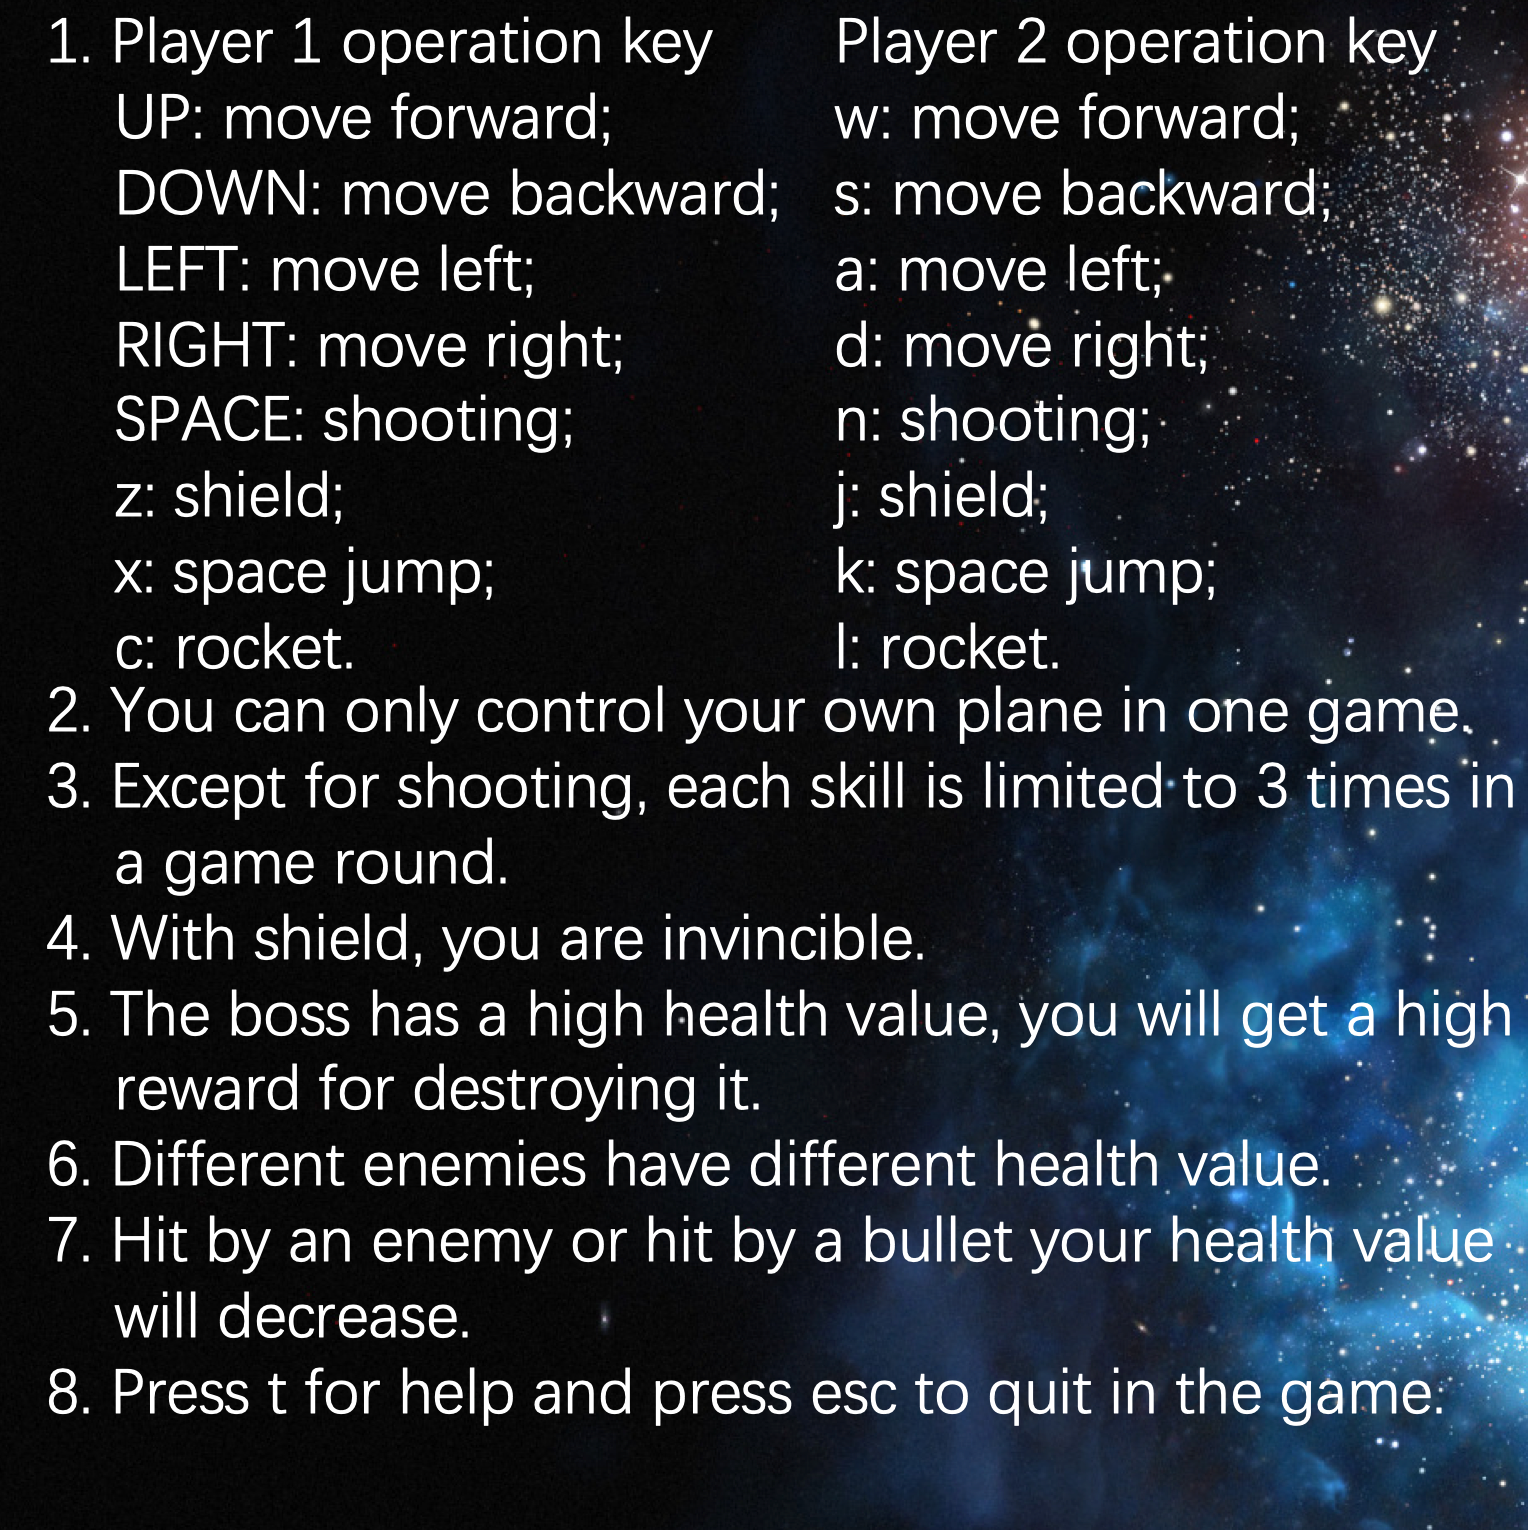 1. Player 1 operation key Player 2 operation key
UP: move forward; w: move forward;
DOWN: move backward; s: move backward;
LEFT: move left; a: move left;
RIGHT: move right; d: move right;
SPACE: shooting; n: shooting;
z: shield; j: shield;
x: space jump; k: space jump;
c: rocket. l: rocket.
2. You can only control your own plane in one game.
3. Except for shooting, each skill is limited to 3 times in
a game round.
4. With shield, you are invincible.
5. The boss has a high health value, you will get a high
reward for destroying it.
6. Different enemies have different health value.
7. Hit by an enemy or hit by a bullet your health value
will decrease.
8. Press t for help and press esc to quit in the game.